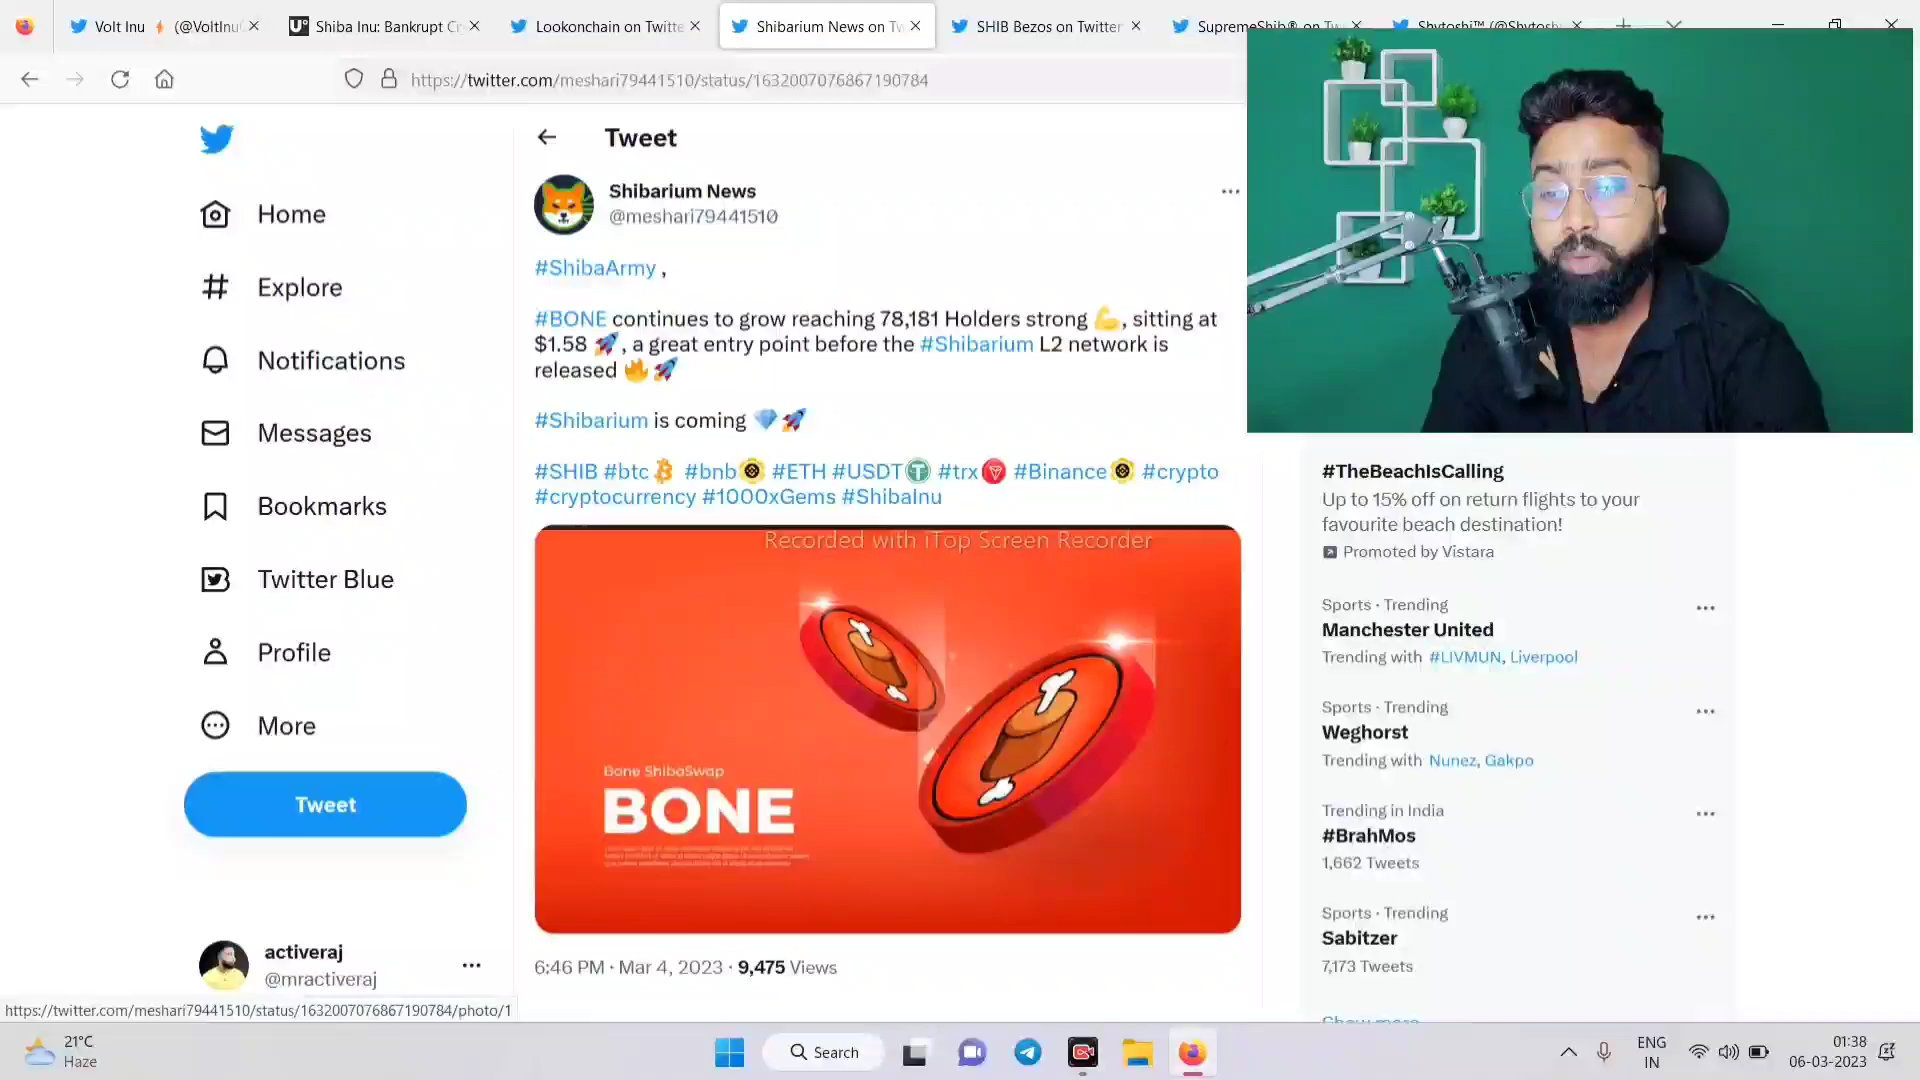 Volt Inu (@VoltInu
Shiba Inu: Bankrupt Cr
Lookonchain on Twitte
Shibarium News on Tw
SHIB Bezos on Twitter
SupremeShib® on Tw
Shytoshi™ (@Shytosh
https://twitter.com/meshari79441510/status/1632007076867190784
Home
Explore
Notifications
Messages
Bookmarks
Twitter Blue
Profile
More
Tweet
activeraj
@mractiveraj
Tweet
Shibarium News
@meshari79441510
#ShibaArmy ,
#BONE continues to grow reaching 78,181 Holders strong 💪, sitting at
$1.58 🚀, a great entry point before the #Shibarium L2 network is
released 🔥🚀
#Shibarium is coming 💎🚀
#SHIB #btc #bnb #ETH #USDT #trx #Binance #crypto
#cryptocurrency #1000xGems #ShibaInu
Recorded with iTop Screen Recorder
Bone ShibaSwap
BONE
6:46 PM · Mar 4, 2023 · 9,475 Views
#TheBeachIsCalling
Up to 15% off on return flights to your
favourite beach destination!
Promoted by Vistara
Sports · Trending
Manchester United
Trending with #LIVMUN, Liverpool
Sports · Trending
Weghorst
Trending with Nunez, Gakpo
Trending in India
#BrahMos
1,662 Tweets
Sports · Trending
Sabitzer
7,173 Tweets
Show more
https://twitter.com/meshari79441510/status/1632007076867190784/photo/1
21°C
Haze
Search
ENG
IN
01:38
06-03-2023